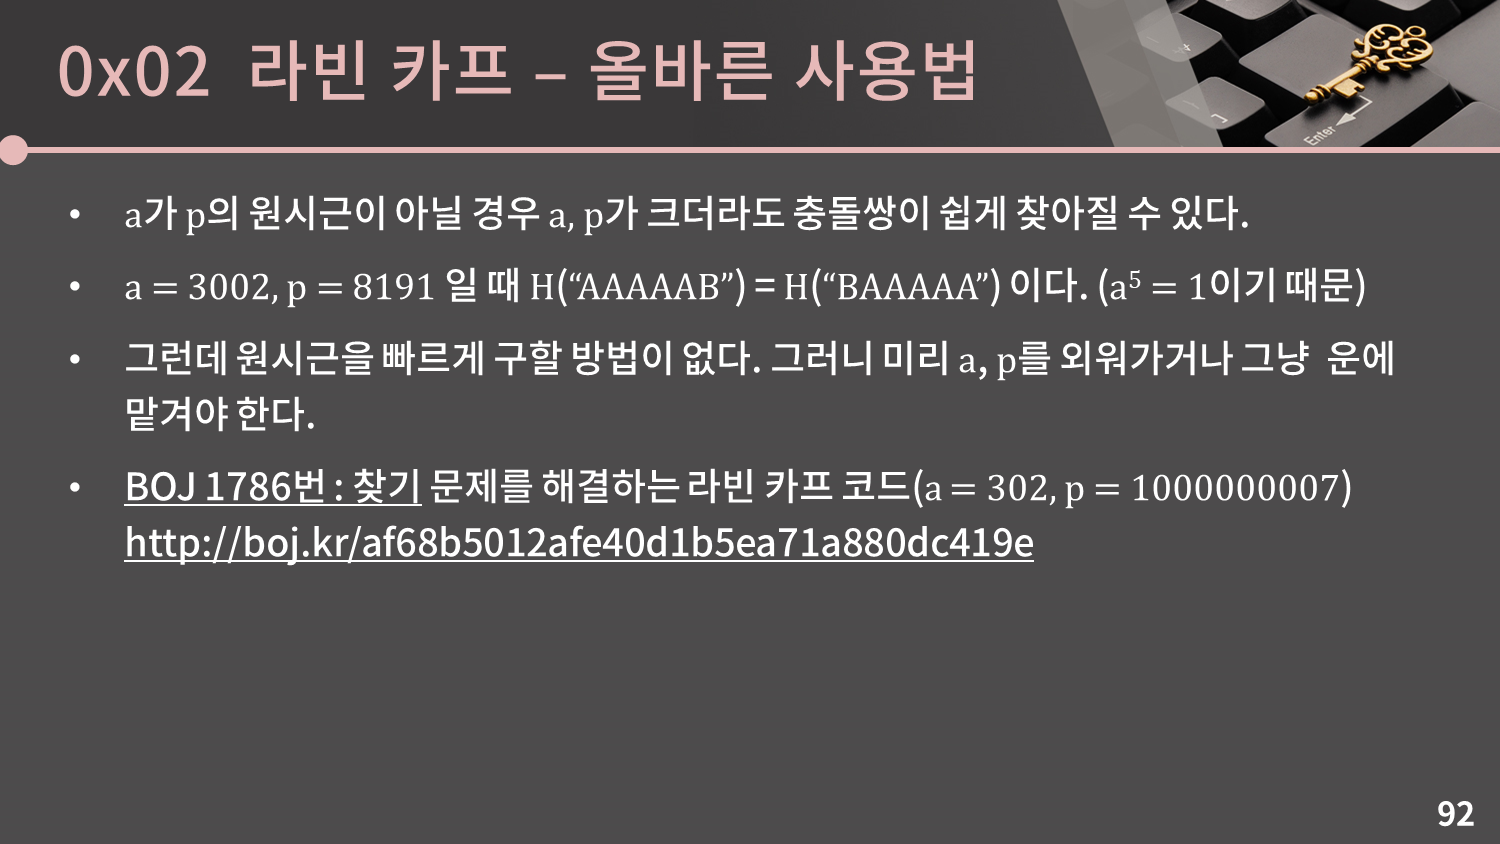 0x02 라빈 카프 – 올바른 사용법
• a가 p의 원시근이 아닐 경우 a, p가 크더라도 충돌쌍이 쉽게 찾아질 수 있다.
• a = 3002, p = 8191 일 때 H(“AAAAAB”) = H(“BAAAAA”) 이다. (a⁵ = 1이기 때문)
• 그런데 원시근을 빠르게 구할 방법이 없다. 그러니 미리 a, p를 외워가거나 그냥 운에
맡겨야 한다.
• BOJ 1786번 : 찾기 문제를 해결하는 라빈 카프 코드(a = 302, p = 1000000007)
http://boj.kr/af68b5012afe40d1b5ea71a880dc419e
Enter
92